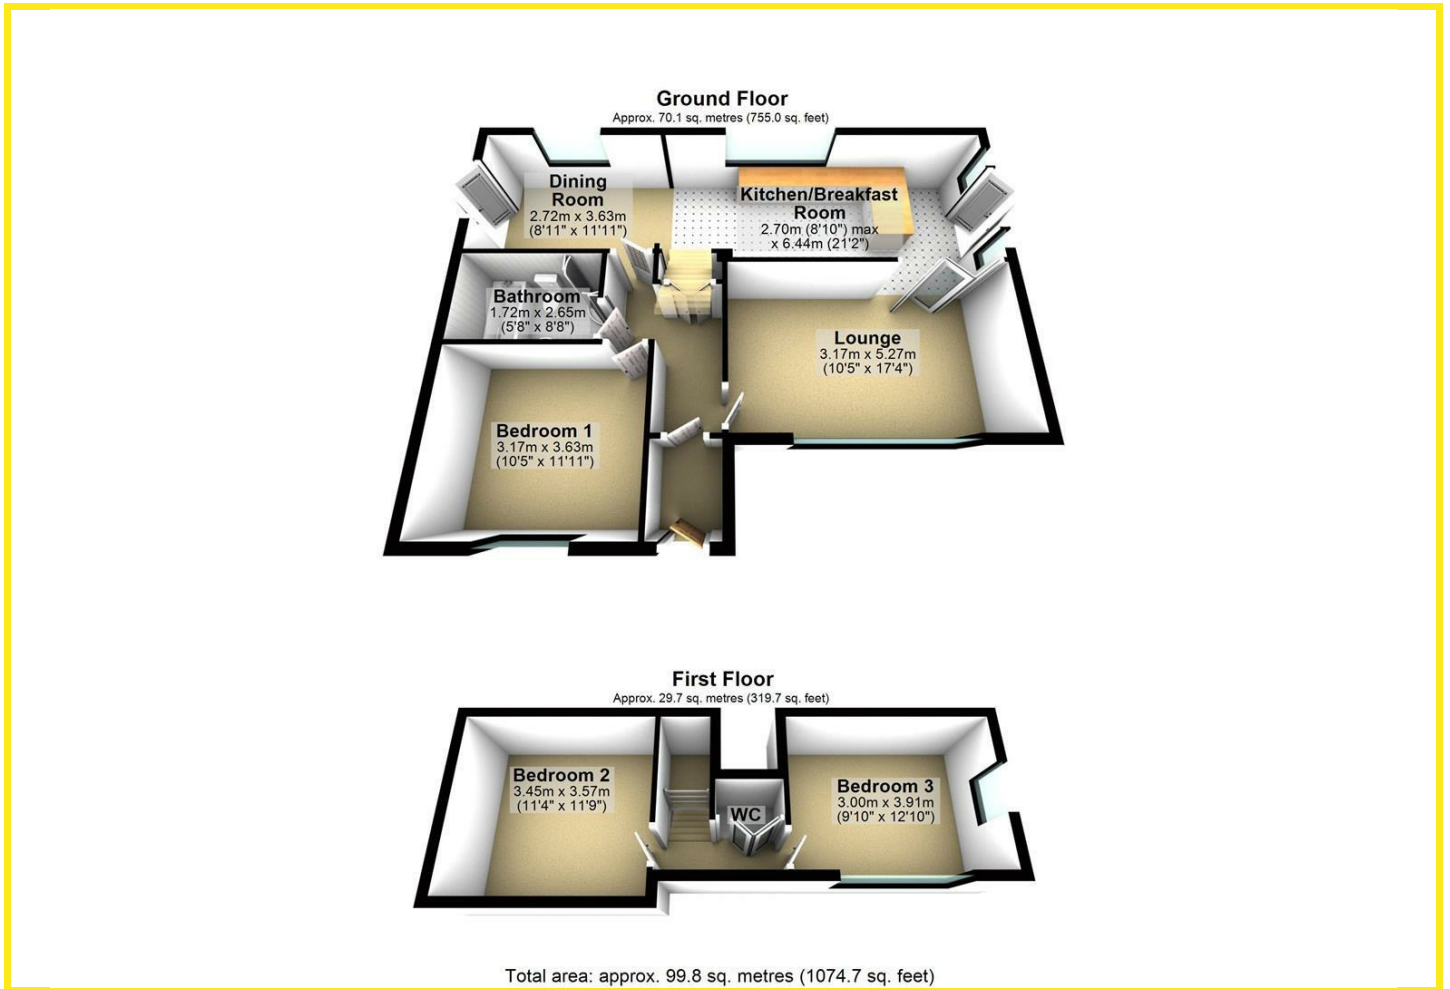 Ground Floor
Approx. 70.1 sq. metres (755.0 sq. feet)
Dining
Room
2.72m x 3.63m
(8'11" x 11'11")
Kitchen/Breakfast
Room
2.70m (8'10") max
x 6.44m (21'2")
Bathroom
1.72m x 2.65m
(5'8" x 8'8")
Lounge
3.17m x 5.27m
(10'5" x 17'4")
Bedroom 1
3.17m x 3.63m
(10'5" x 11'11")
First Floor
Approx. 29.7 sq. metres (319.7 sq. feet)
Bedroom 2
3.45m x 3.57m
(11'4" x 11'9")
WC
Bedroom 3
3.00m x 3.91m
(9'10" x 12'10")
Total area: approx. 99.8 sq. metres (1074.7 sq. feet)